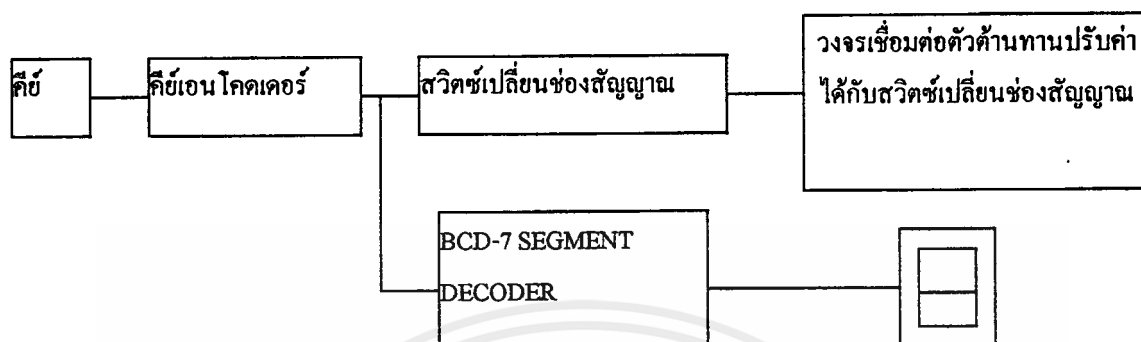 คีย์
คีย์เอนโคดเดอร์
สวิตซ์เปลี่ยนช่องสัญญาณ
วงจรเชื่อมต่อตัวต้านทานปรับค่า
ได้กับสวิตซ์เปลี่ยนช่องสัญญาณ
BCD-7 SEGMENT
DECODER